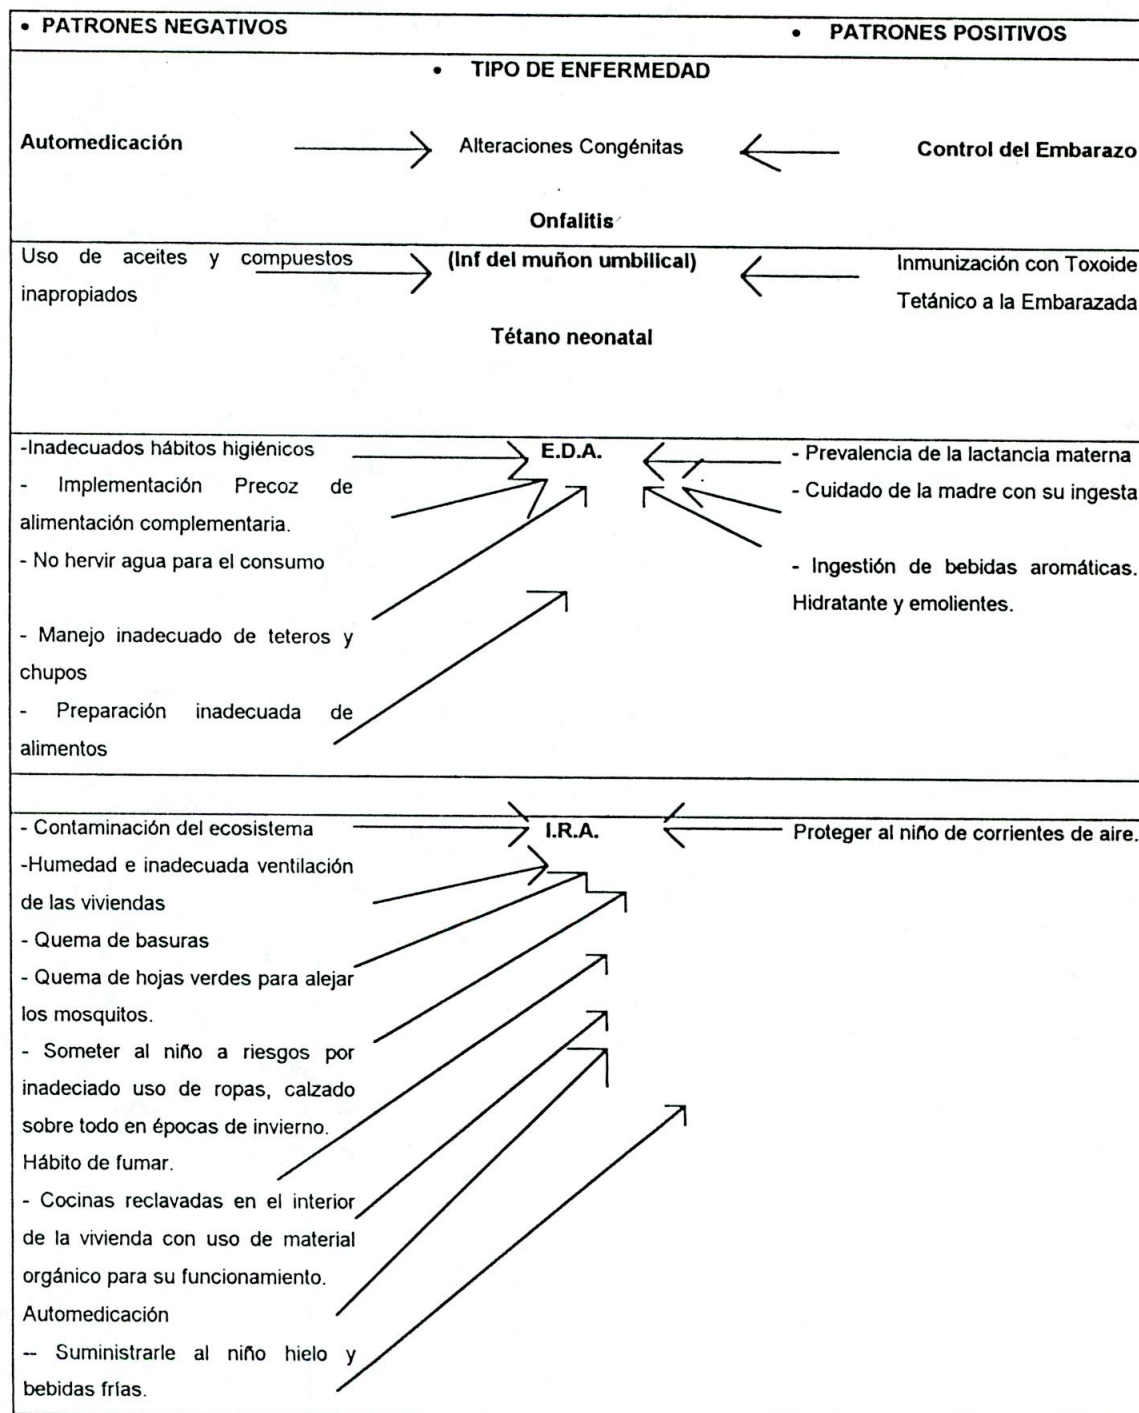 • PATRONES NEGATIVOS
• PATRONES POSITIVOS
• TIPO DE ENFERMEDAD
Automedicación
Alteraciones Congénitas
Control del Embarazo
Onfalitis
Uso de aceites y compuestos
inapropiados
(Inf del muñon umbilical)
Inmunización con Toxoide
Tetánico a la Embarazada
Tétano neonatal
-Inadecuados hábitos higiénicos
- Implementación Precoz de
alimentación complementaria.
- No hervir agua para el consumo
- Manejo inadecuado de teteros y
chupos
- Preparación inadecuada de
alimentos
E.D.A.
- Prevalencia de la lactancia materna
- Cuidado de la madre con su ingesta
- Ingestión de bebidas aromáticas.
Hidratante y emolientes.
- Contaminación del ecosistema
-Humedad e inadecuada ventilación
de las viviendas
- Quema de basuras
- Quema de hojas verdes para alejar
los mosquitos.
- Someter al niño a riesgos por
inadeciado uso de ropas, calzado
sobre todo en épocas de invierno.
Hábito de fumar.
- Cocinas reclavadas en el interior
de la vivienda con uso de material
orgánico para su funcionamiento.
Automedicación
-- Suministrarle al niño hielo y
bebidas frías.
I.R.A.
Proteger al niño de corrientes de aire.